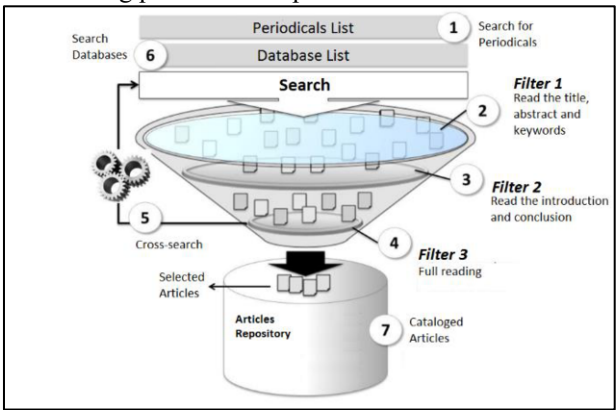 Periodicals List
1
Search for
Periodicals
Search
Databases
6
Database List
Search
Filter 1
2
Read the title,
abstract and
keywords
3
Filter 2
Read the introduction
and conclusion
5
Cross-search
4
Filter 3
Full reading
Selected
Articles
Articles
Repository
7
Cataloged
Articles